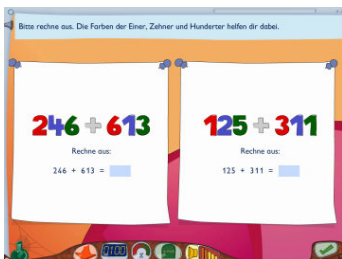 Bitte rechne aus. Die Farben der Einer, Zehner und Hunderter helfen dir dabei.
246 + 613
Rechne aus:
246 + 613 =
125 + 311
Rechne aus:
125 + 311 =
0100